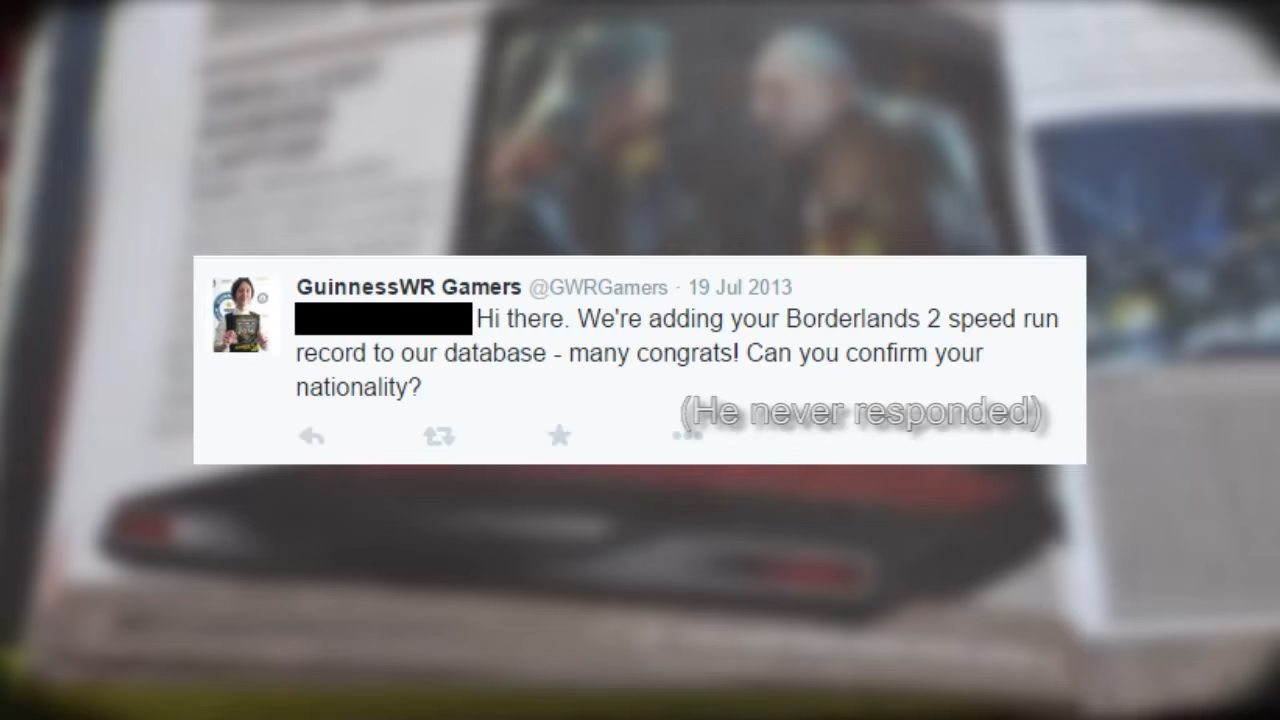 GuinnessWR Gamers @GWRGamers · 19 Jul 2013
Hi there. We're adding your Borderlands 2 speed run
record to our database - many congrats! Can you confirm your
nationality?
(He never responded)